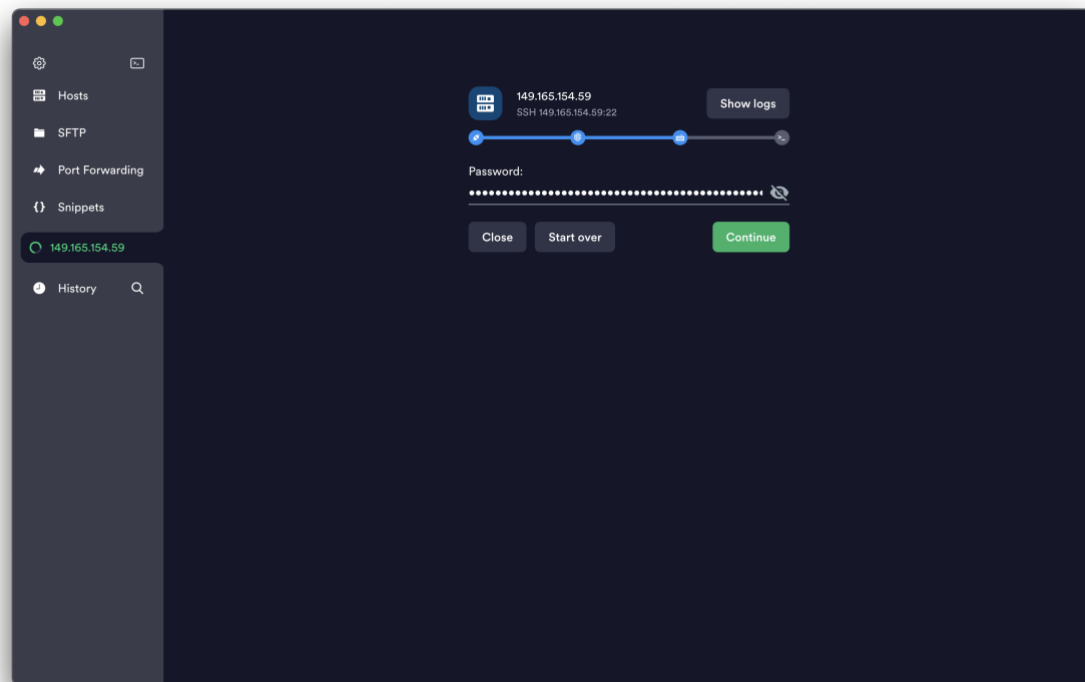 Hosts
SFTP
Port Forwarding
Snippets
149.165.154.59
History
149.165.154.59
SSH 149.165.154.59:22
Show logs
Password:
Close
Start over
Continue